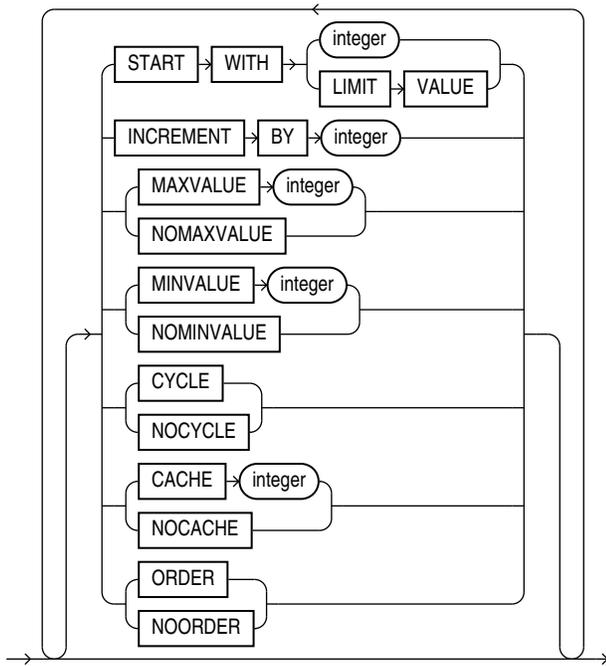 integer
START WITH
LIMIT VALUE
INCREMENT BY integer
MAXVALUE integer
NOMAXVALUE
MINVALUE integer
NOMINVALUE
CYCLE
NOCYCLE
CACHE integer
NOCACHE
ORDER
NOORDER